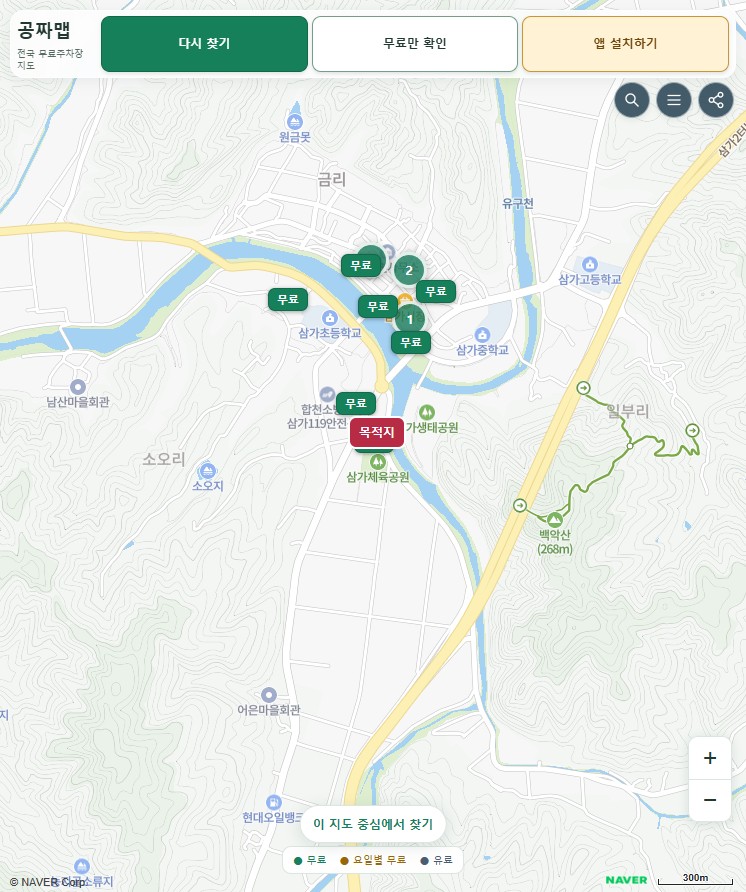 공짜맵
전국 무료주차장
지도
다시 찾기
무료만 확인
앱 설치하기
삼가2터
원금못
금리
유구천
무료
2
삼가고등학교
무료
무료
무료
1
삼가초등학교
무료
삼가중학교
남산마을회관
무료
합천소방
삼가119안전
일부리
목적지
가생태공원
소오리
삼가체육공원
소오지
백악산
(268m)
어은마을회관
+
−
현대오일뱅크
이 지도 중심에서 찾기
무료
요일별 무료
유료
© NAVER Corp.
소류지
NAVER
300m